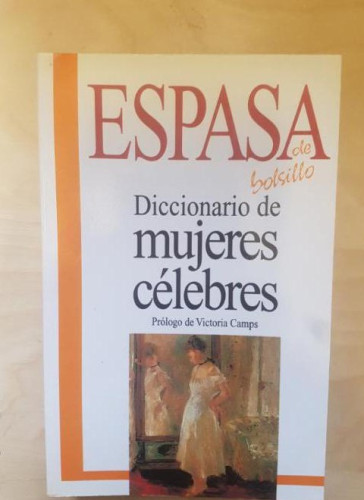 ESPASA
de
bolsillo
Diccionario de
mujeres
célebres
Prólogo de Victoria Camps